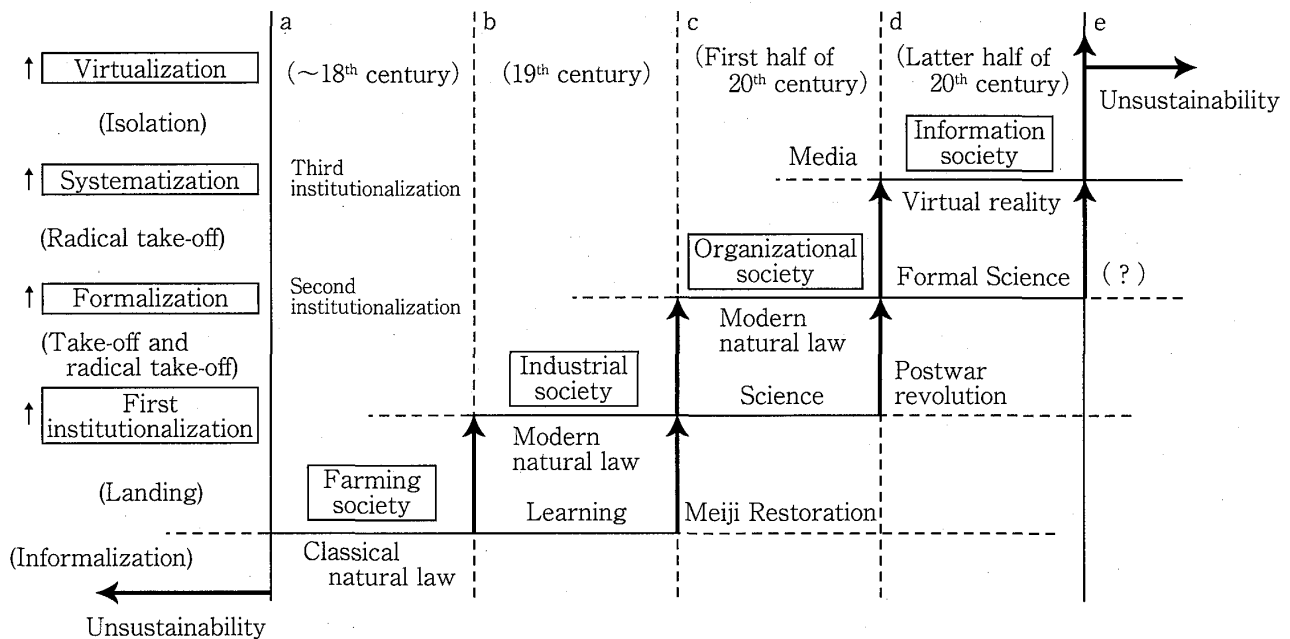 a
b
c
d
e
↑ Virtualization
(~18th century)
(19th century)
(First half of
20th century)
(Latter half of
20th century)
Unsustainability
(Isolation)
Media
Information
society
↑ Systematization
Third
institutionalization
Virtual reality
(Radical take-off)
Organizational
society
Formal Science
(?)
↑ Formalization
Second
institutionalization
(Take-off and
radical take-off)
Industrial
society
Modern
natural law
Science
Postwar
revolution
↑ First
institutionalization
Modern
natural law
(Landing)
Farming
society
Learning
Meiji Restoration
(Informalization)
Classical
natural law
Unsustainability